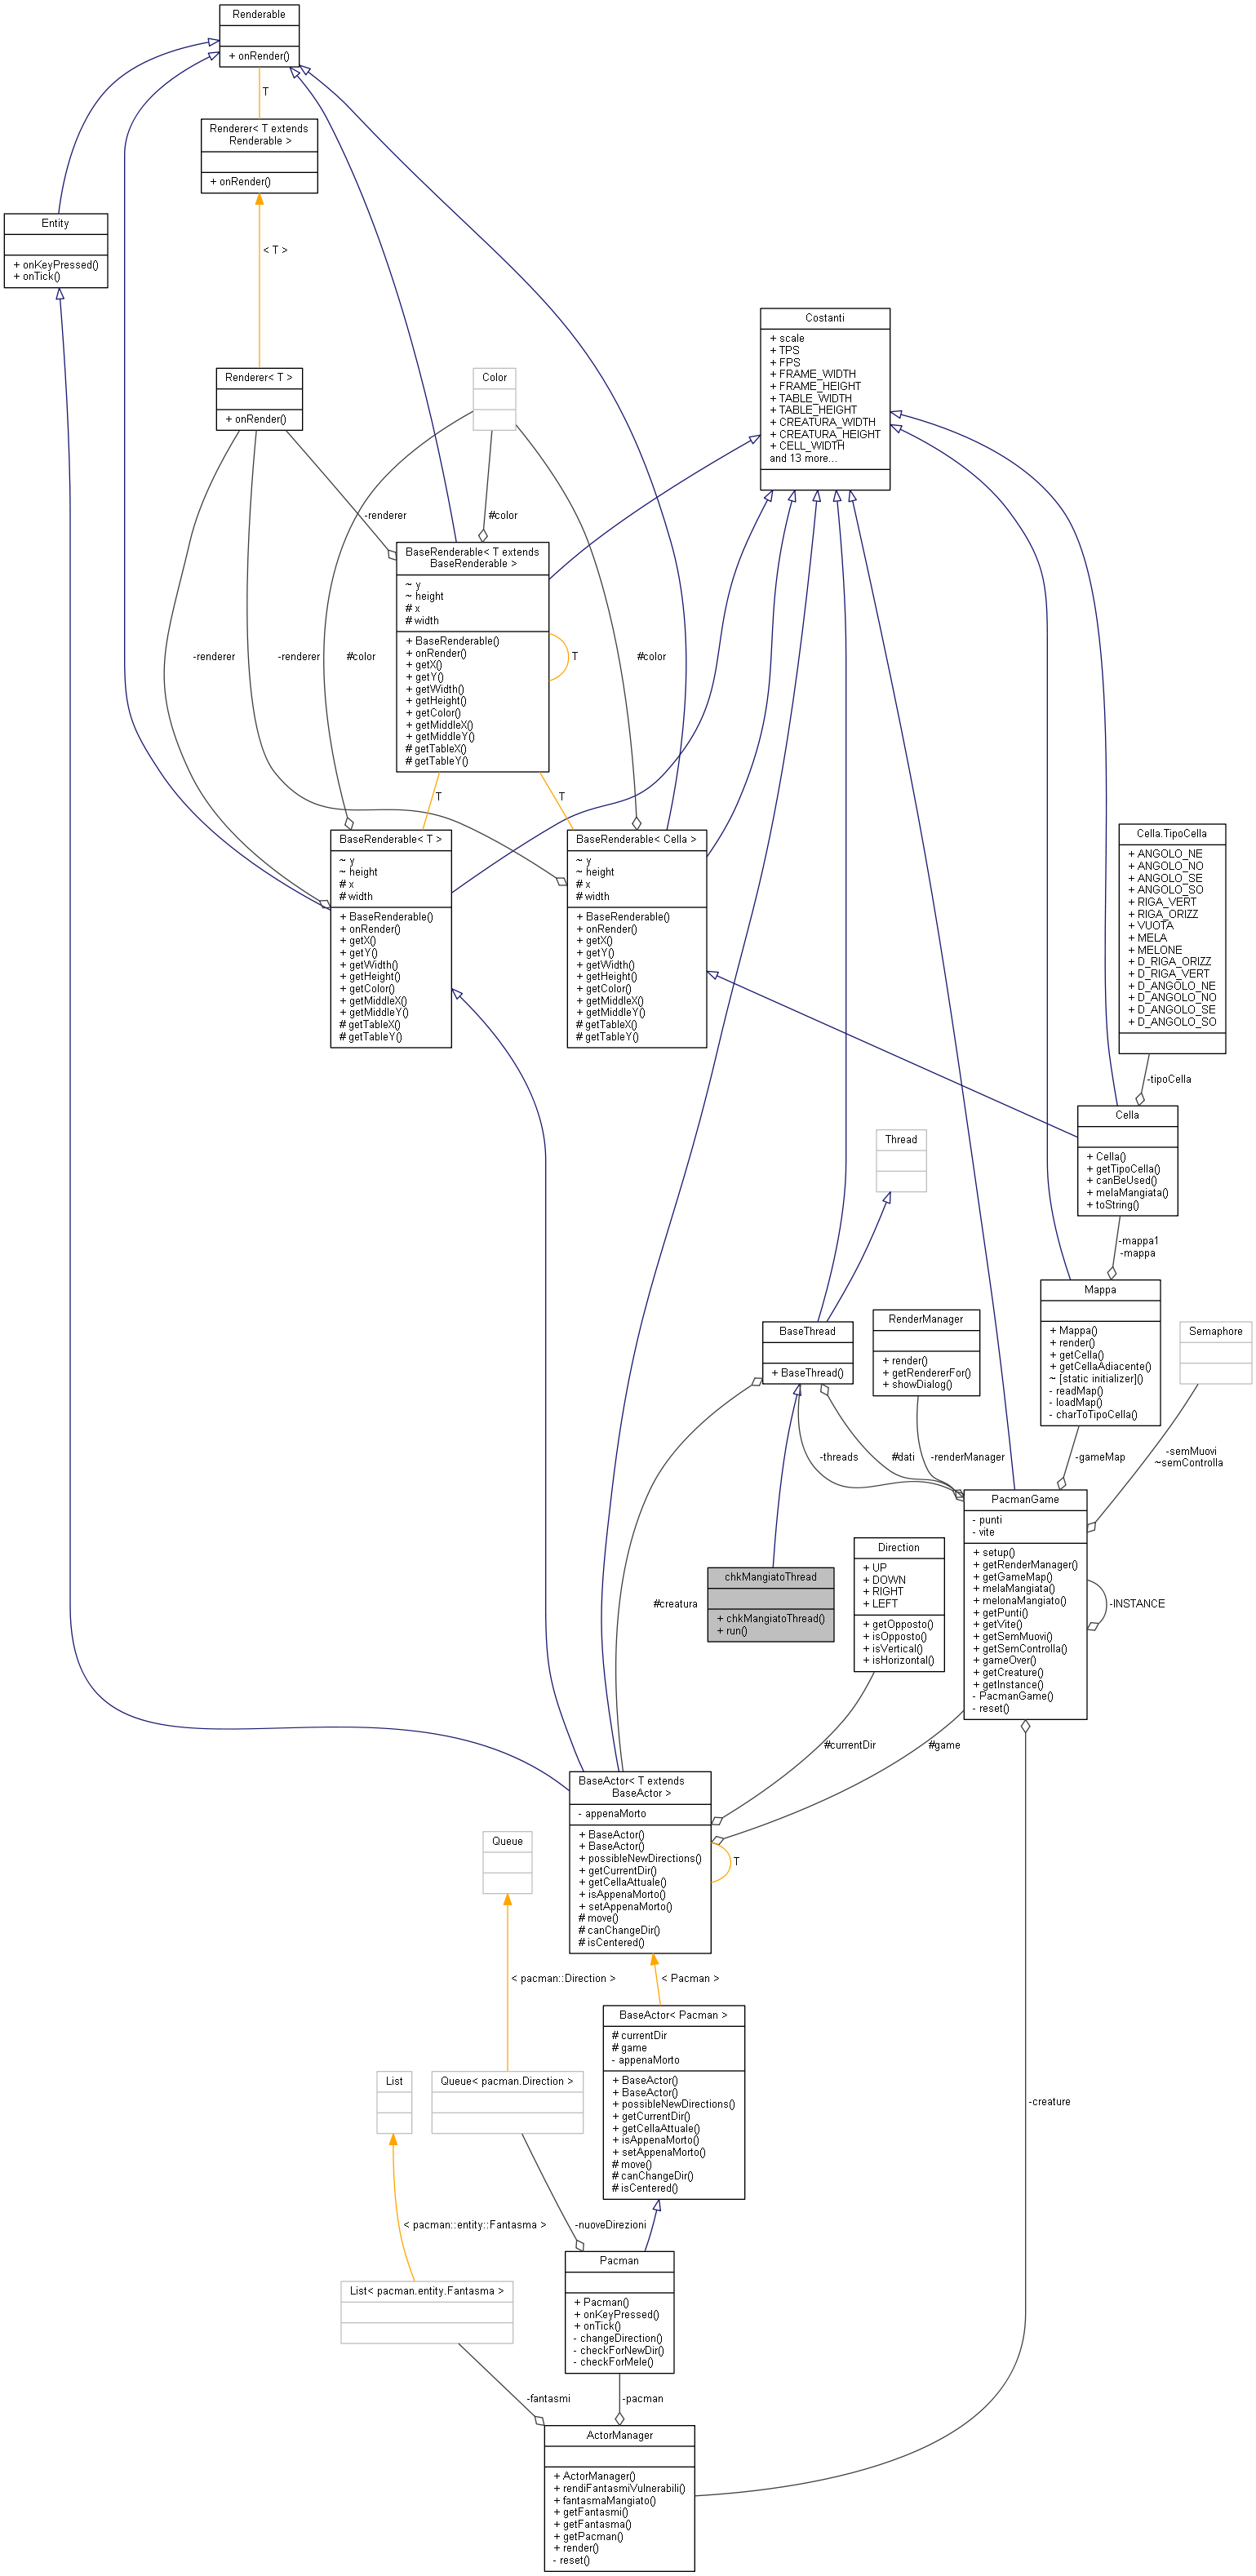 Renderable
+ onRender()
T
Renderer< T extends
Renderable >
+ onRender()
Entity
+ onKeyPressed()
+ onTick()
< T >
Costanti
+ scale
+ TPS
+ FPS
+ FRAME_WIDTH
+ FRAME_HEIGHT
+ TABLE_WIDTH
+ TABLE_HEIGHT
+ CREATURA_WIDTH
+ CREATURA_HEIGHT
+ CELL_WIDTH
and 13 more...
Renderer< T >
+ onRender()
Color
-renderer
#color
BaseRenderable< T extends
BaseRenderable >
~ y
~ height
# x
# width
+ BaseRenderable()
+ onRender()
+ getX()
+ getY()
+ getWidth()
+ getHeight()
+ getColor()
+ getMiddleX()
+ getMiddleY()
# getTableX()
# getTableY()
-renderer
-renderer
#color
T
#color
T
T
BaseRenderable< T >
~ y
~ height
# x
# width
+ BaseRenderable()
+ onRender()
+ getX()
+ getY()
+ getWidth()
+ getHeight()
+ getColor()
+ getMiddleX()
+ getMiddleY()
# getTableX()
# getTableY()
BaseRenderable< Cella >
~ y
~ height
# x
# width
+ BaseRenderable()
+ onRender()
+ getX()
+ getY()
+ getWidth()
+ getHeight()
+ getColor()
+ getMiddleX()
+ getMiddleY()
# getTableX()
# getTableY()
Cella.TipoCella
+ ANGOLO_NE
+ ANGOLO_NO
+ ANGOLO_SE
+ ANGOLO_SO
+ RIGA_VERT
+ RIGA_ORIZZ
+ VUOTA
+ MELA
+ MELONE
+ D_RIGA_ORIZZ
+ D_RIGA_VERT
+ D_ANGOLO_NE
+ D_ANGOLO_NO
+ D_ANGOLO_SE
+ D_ANGOLO_SO
-tipoCella
Cella
+ Cella()
+ getTipoCella()
+ canBeUsed()
+ melaMangiata()
+ toString()
Thread
-mappa1
-mappa
Mappa
+ Mappa()
+ render()
+ getCella()
+ getCellaAdiacente()
~ [static initializer]()
- readMap()
- loadMap()
- charToTipoCella()
BaseThread
+ BaseThread()
RenderManager
+ render()
+ getRendererFor()
+ showDialog()
Semaphore
-threads
#dati
-renderManager
-gameMap
-semMuovi
~semControlla
PacmanGame
- punti
- vite
+ setup()
+ getRenderManager()
+ getGameMap()
+ melaMangiata()
+ melonaMangiato()
+ getPunti()
+ getVite()
+ getSemMuovi()
+ getSemControlla()
+ gameOver()
+ getCreature()
+ getInstance()
- PacmanGame()
- reset()
-INSTANCE
Direction
+ UP
+ DOWN
+ RIGHT
+ LEFT
+ getOpposto()
+ isOpposto()
+ isVertical()
+ isHorizontal()
chkMangiatoThread
+ chkMangiatoThread()
+ run()
#creatura
#currentDir
#game
BaseActor< T extends
BaseActor >
- appenaMorto
+ BaseActor()
+ BaseActor()
+ possibleNewDirections()
+ getCurrentDir()
+ getCellaAttuale()
+ isAppenaMorto()
+ setAppenaMorto()
# move()
# canChangeDir()
# isCentered()
T
Queue
< pacman::Direction >
< Pacman >
BaseActor< Pacman >
# currentDir
# game
- appenaMorto
+ BaseActor()
+ BaseActor()
+ possibleNewDirections()
+ getCurrentDir()
+ getCellaAttuale()
+ isAppenaMorto()
+ setAppenaMorto()
# move()
# canChangeDir()
# isCentered()
List
Queue< pacman.Direction >
-creature
< pacman::entity::Fantasma >
-nuoveDirezioni
Pacman
+ Pacman()
+ onKeyPressed()
+ onTick()
- changeDirection()
- checkForNewDir()
- checkForMele()
List< pacman.entity.Fantasma >
-fantasmi
-pacman
ActorManager
+ ActorManager()
+ rendiFantasmiVulnerabili()
+ fantasmaMangiato()
+ getFantasmi()
+ getFantasma()
+ getPacman()
+ render()
- reset()